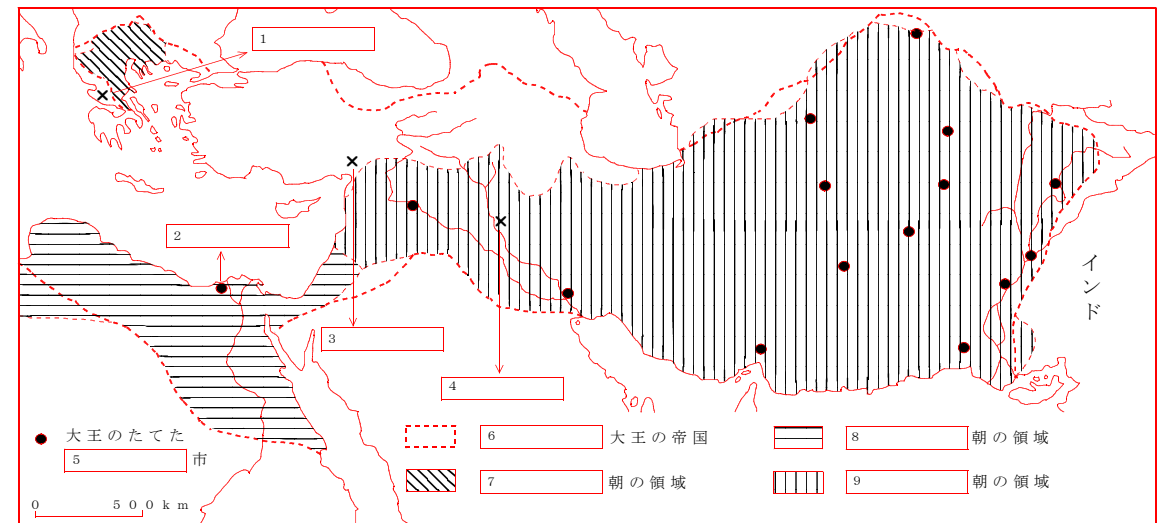 1
2
3
4
インド
大王のたてた
5 市
6 大王の帝国
7 朝の領域
8 朝の領域
9 朝の領域
0 500km